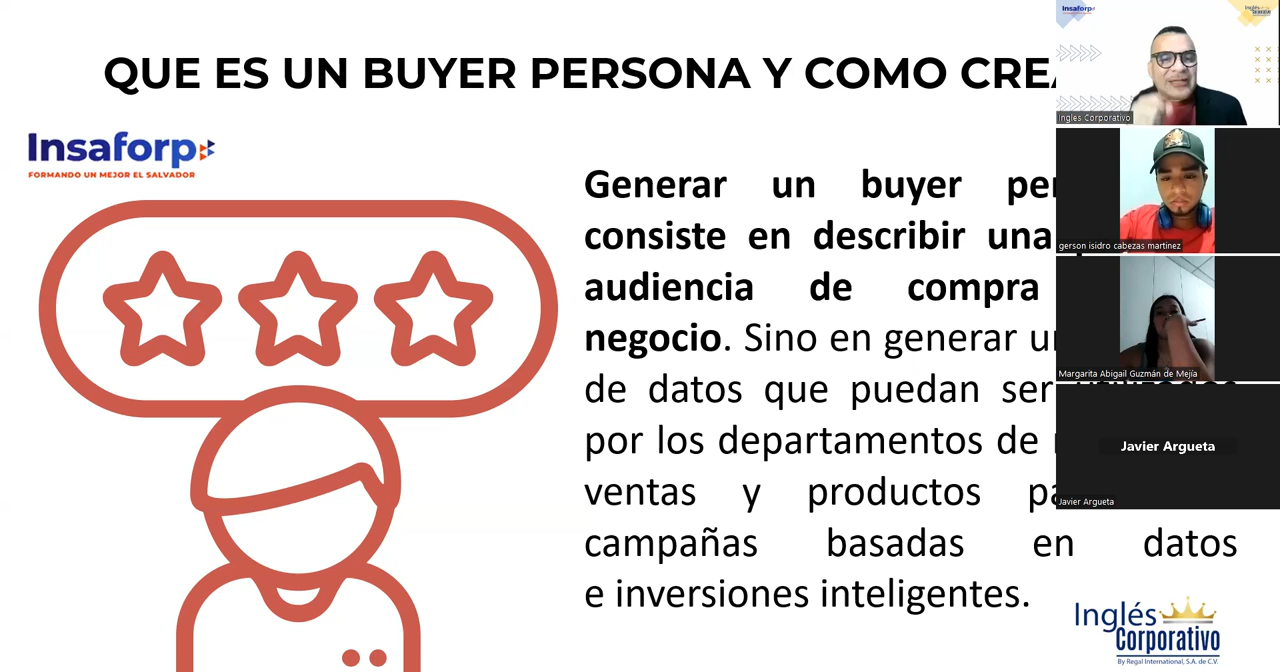 QUE ES UN BUYER PERSONA Y COMO CREA
Insaforp
FORMANDO UN MEJOR EL SALVADOR
Generar un buyer
consiste en describir una
audiencia de compra
negocio. Sino en generar
de datos que puedan ser
por los departamentos de
ventas y productos
campañas basadas en datos
e inversiones inteligentes.
Inglés
Corporativo
By Regal International, S.A. de C.V.
Insaforp
Ingles Corporativo
gerson isidro cabezas martinez
Margarita Abigail Guzmán de Mejía
Javier Argueta
Javier Argueta